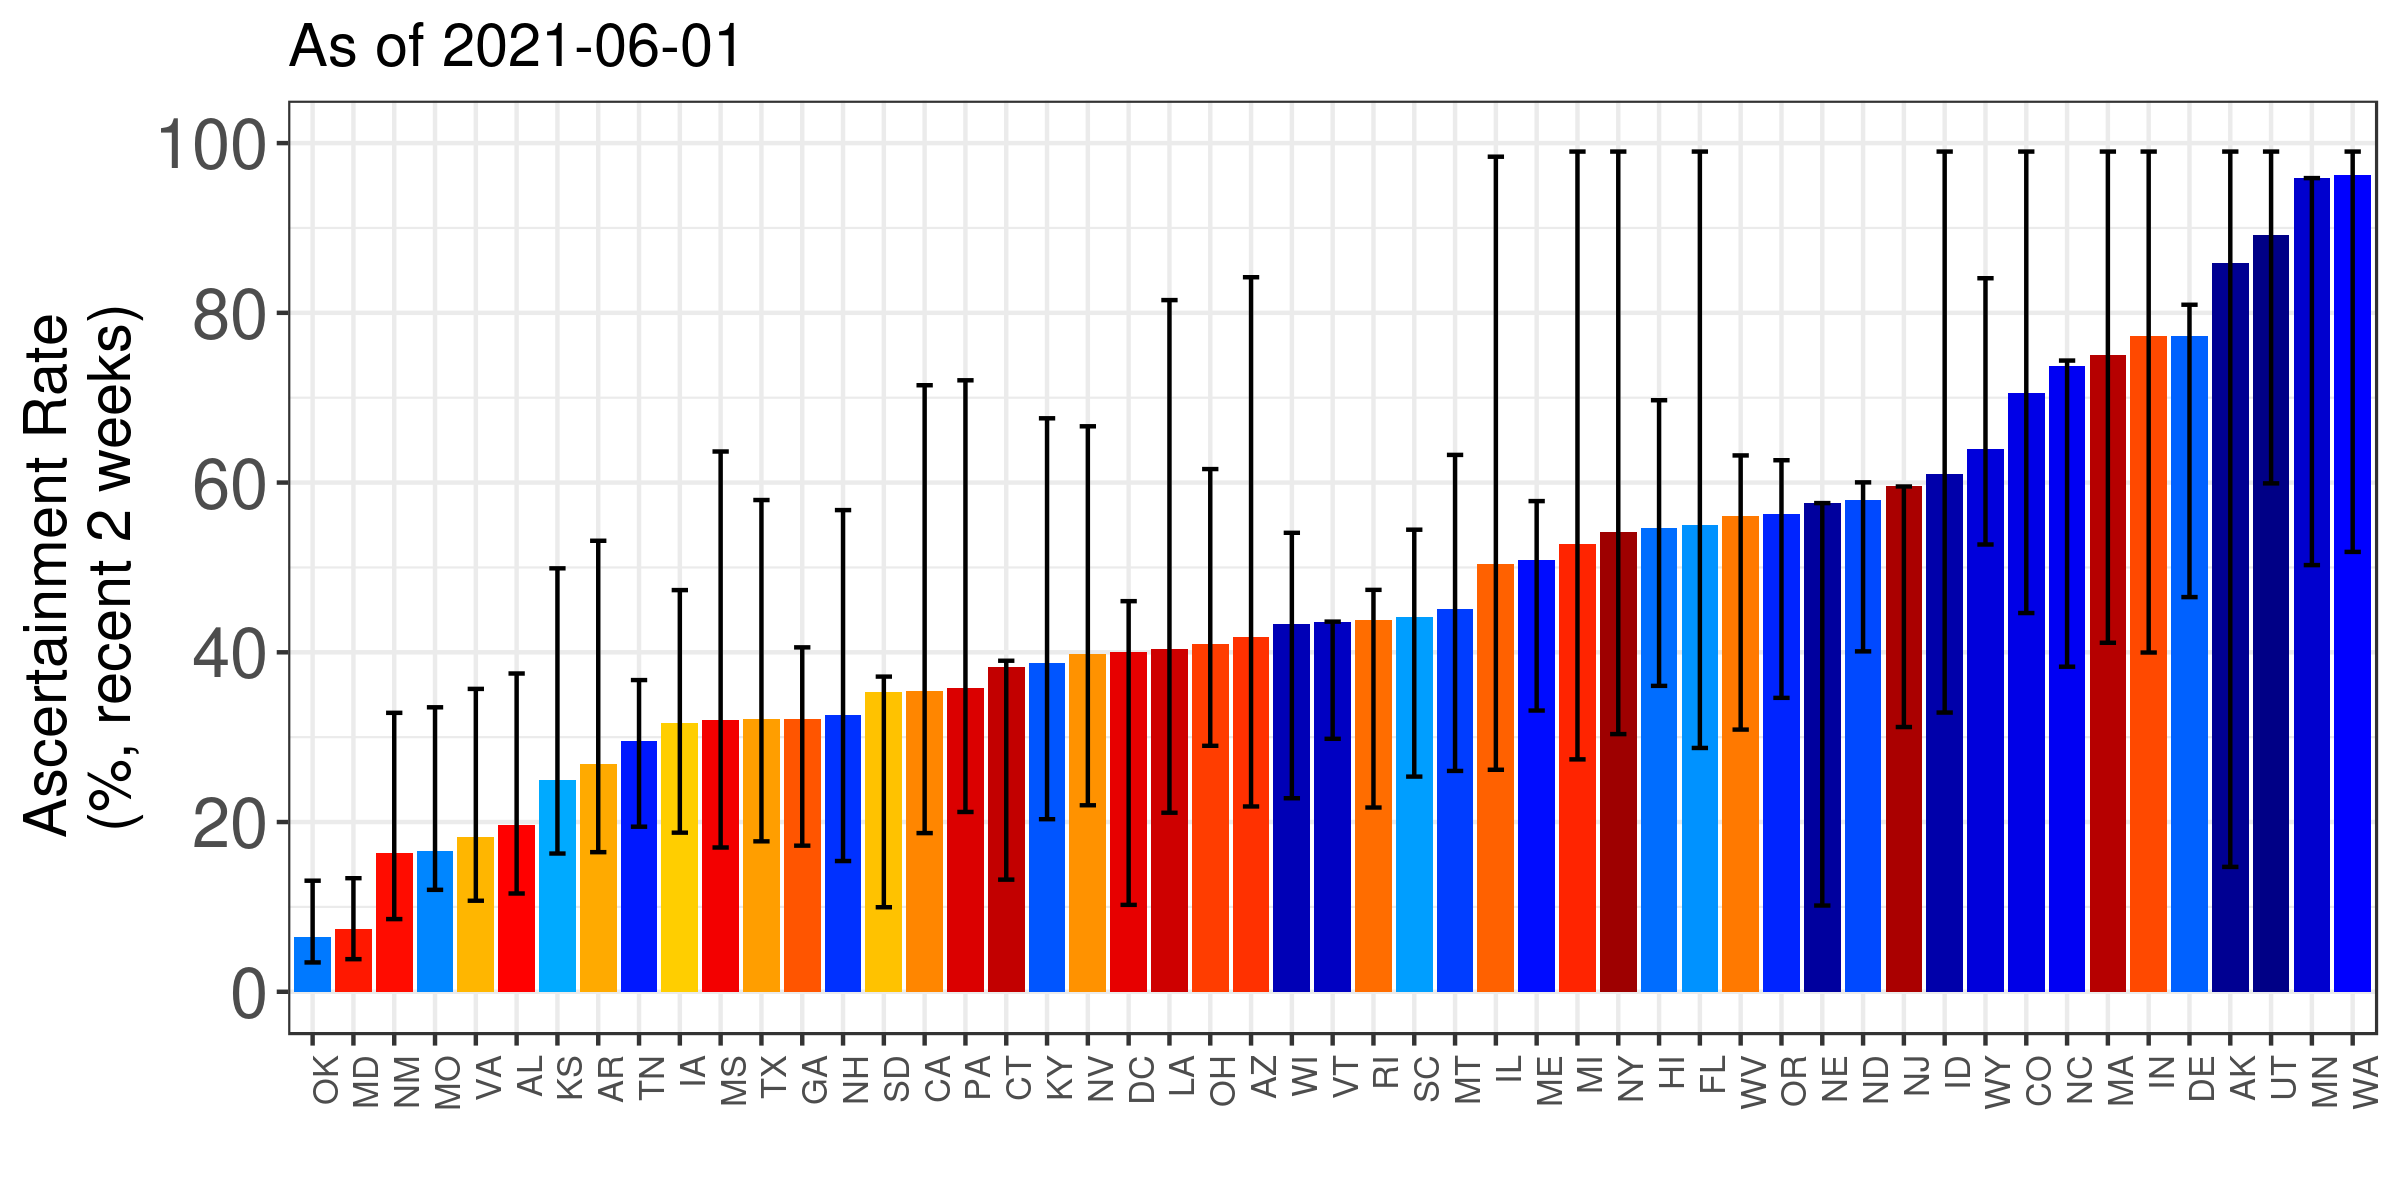 As of 2021-06-01
Ascertainment Rate
(%, recent 2 weeks)
100
80
60
40
20
0
OK MD NM MO VA AL KS AR TN IA MS TX GA NH SD CA PA CT KY NV DC LA OH AZ WI VT RI SC MT IL ME MI NY HI FL WV OR NE ND NJ ID WY CO NC MA IN DE AK UT MN WA